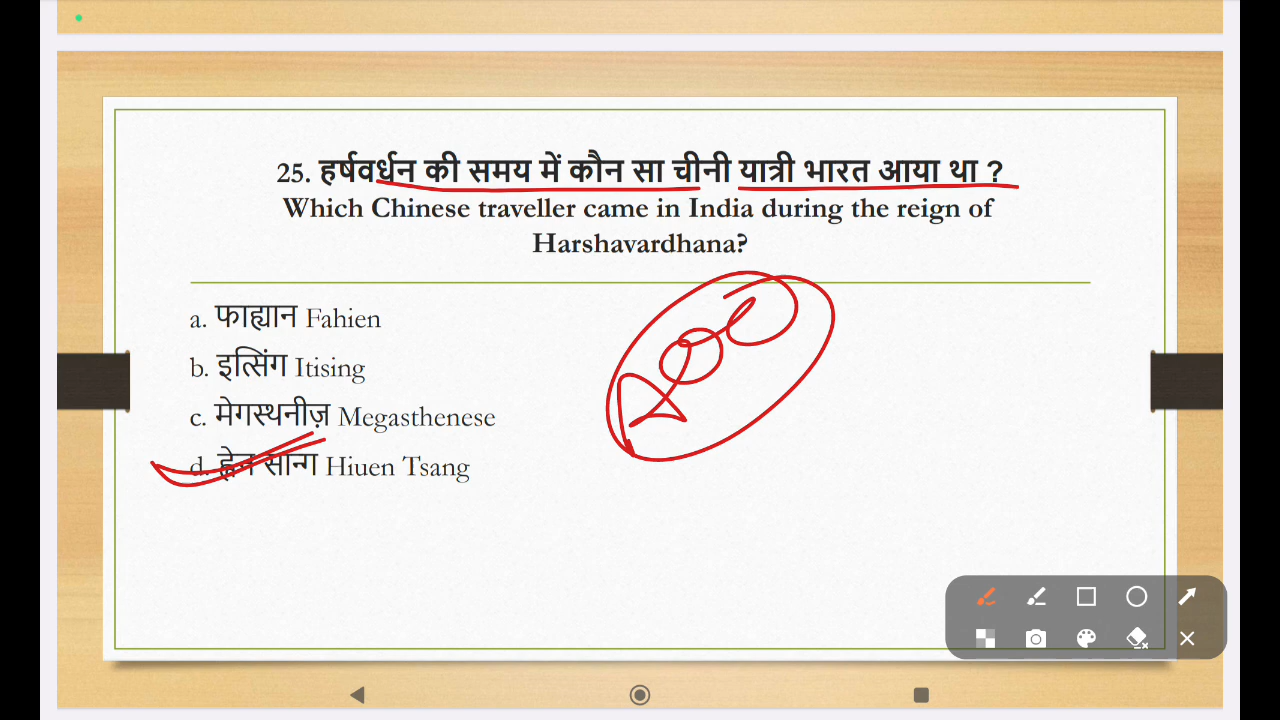 25. हर्षवर्धन की समय में कौन सा चीनी यात्री भारत आया था ?
Which Chinese traveller came in India during the reign of
Harshavardhana?
a. फाह्यान Fahien
b. इत्सिंग Itising
c. मेगस्थनीज़ Megasthenese
d. ह्वेन सान्ग Hiuen Tsang